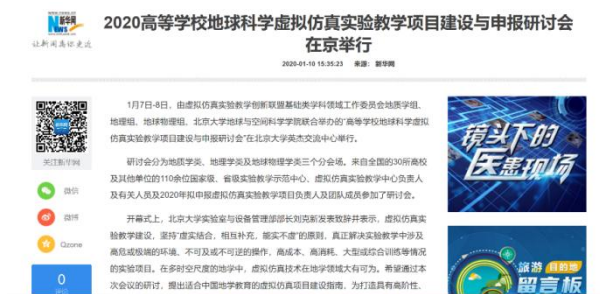 新华网
NEWS
让新闻离你更近
2020高等学校地球科学虚拟仿真实验教学项目建设与申报研讨会
在京举行
2020-01-10 15:35:23 来源： 新华网
关注新华网
微信
微博
Qzone
0
评论
1月7日-8日，由虚拟仿真实验教学创新联盟基础类学科领域工作委员会地质学组、
地理组、地球物理组、北京大学地球与空间科学学院联合举办的“高等学校地球科学虚拟
仿真实验教学项目建设与申报研讨会”在北京大学英杰交流中心举行。
研讨会分为地质学类、地理学类及地球物理学类三个分会场。来自全国的30所高校
及其他单位的110余位国家级、省级实验教学示范中心、虚拟仿真实验教学中心负责人
及有关人员及2020年拟申报虚拟仿真实验教学项目负责人及团队成员参加了研讨会。
开幕式上，北京大学实验室与设备管理部部长刘克新发表致辞并表示，虚拟仿真实
验教学建设，坚持“虚实结合、相互补充，能实不虚”的原则，真正解决实验教学中涉及
高危或极端的环境、不可及或不可逆的操作，高成本、高消耗、大型或综合训练等情况
的实验项目。在多时空尺度的地学中，虚拟仿真技术在地学领域大有可为。希望通过本
次会议的研讨，提出适合中国地学教育的虚拟仿真项目建设指南，为打造具有高阶性、
镜头下的
医患现场
旅游目的地
留言板